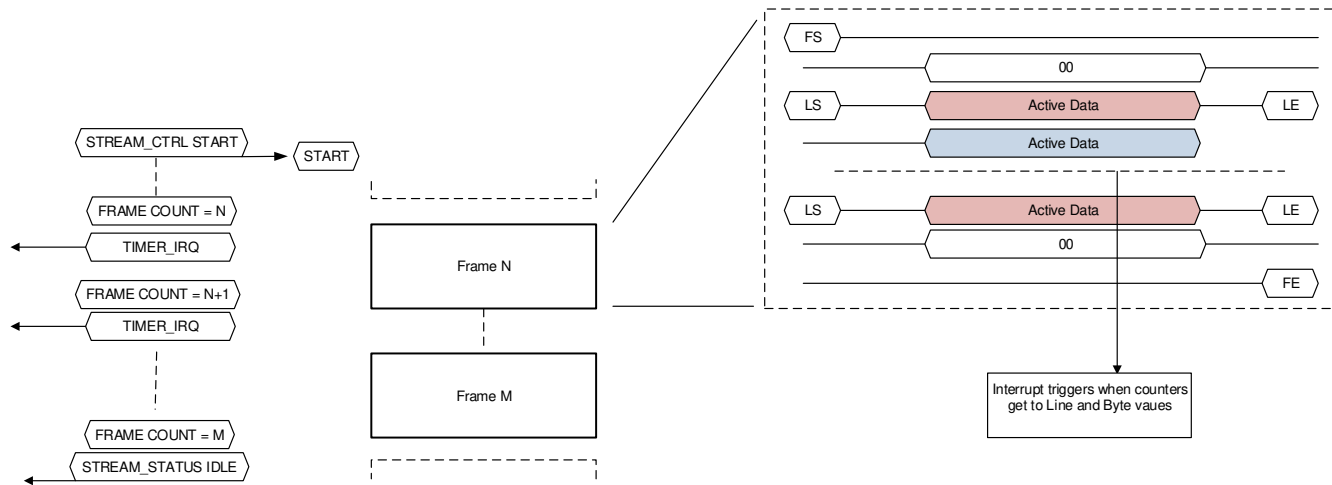 STREAM_CTRL START
START
FRAME COUNT = N
TIMER_IRQ
FRAME COUNT = N+1
TIMER_IRQ
FRAME COUNT = M
STREAM_STATUS IDLE
Frame N
Frame M
FS
00
LS
Active Data
LE
Active Data
LS
Active Data
LE
00
FE
Interrupt triggers when counters
get to Line and Byte vaues